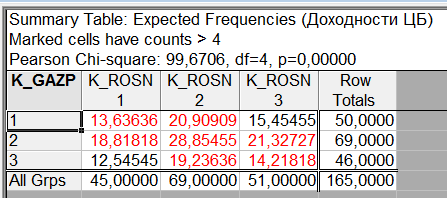 Summary Table: Expected Frequencies (Доходности ЦБ)
Marked cells have counts > 4
Pearson Chi-square: 99,6706, df=4, p=0,00000
K_GAZP K_ROSN 1 K_ROSN 2 K_ROSN 3 Row Totals
1 13,63636 20,90909 15,45455 50,0000
2 18,81818 28,85455 21,32727 69,0000
3 12,54545 19,23636 14,21818 46,0000
All Grps 45,00000 69,00000 51,00000 165,0000